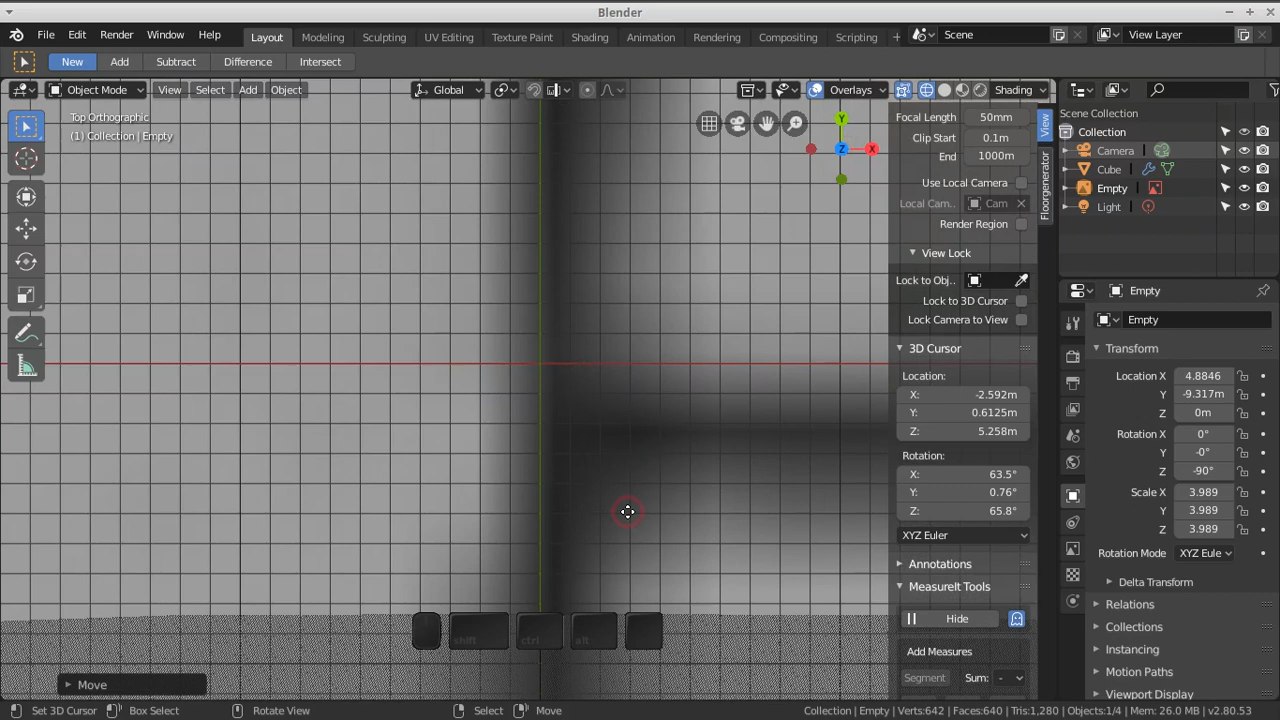 Blender
File Edit Render Window Help Layout Modeling Sculpting UV Editing Texture Paint Shading Animation Rendering Compositing Scripting + Scene View Layer
New Add Subtract Difference Intersect
Object Mode View Select Add Object Global Overlays Shading
Top Orthographic
(1) Collection | Empty
Y
Z
X
Focal Length 50mm
Clip Start 0.1m
End 1000m
Use Local Camera
Local Cam.. Cam
Render Region
View Lock
Lock to Obj..
Lock to 3D Cursor
Lock Camera to View
3D Cursor
Location:
X: -2.592m
Y: 0.6125m
Z: 5.258m
Rotation:
X: 63.5°
Y: 0.76°
Z: 65.8°
XYZ Euler
Annotations
MeasureIt Tools
Hide
Add Measures
Segment Sum: -
View
Floorgenerator
Scene Collection
Collection
Camera
Cube
Empty
Light
Empty
Empty
Transform
Location X 4.8846
Y -9.317m
Z 0m
Rotation X 0°
Y -0°
Z -90°
Scale X 3.989
Y 3.989
Z 3.989
Rotation Mode XYZ Eule
Delta Transform
Relations
Collections
Instancing
Motion Paths
Viewport Display
shift ctrl alt
Move
Set 3D Cursor Box Select Rotate View Select Move Collection | Empty | Verts:642 | Faces:640 | Tris:1,280 | Objects:1/4 | Mem: 26.0 MB | v2.80.53